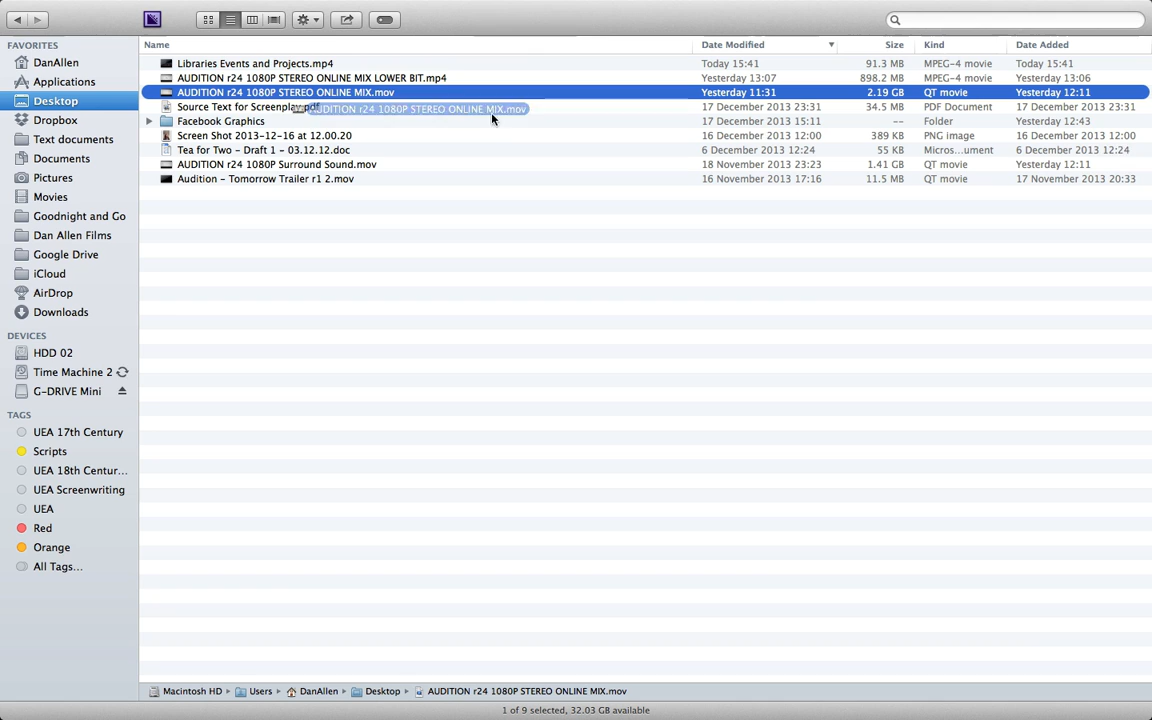 Name Date Modified Size Kind Date Added
FAVORITES
DanAllen
Applications
Desktop
Dropbox
Text documents
Documents
Pictures
Movies
Goodnight and Go
Dan Allen Films
Google Drive
iCloud
AirDrop
Downloads
DEVICES
HDD 02
Time Machine 2
G-DRIVE Mini
TAGS
UEA 17th Century
Scripts
UEA 18th Centur...
UEA Screenwriting
UEA
Red
Orange
All Tags...
Libraries Events and Projects.mp4 Today 15:41 91.3 MB MPEG-4 movie Today 15:41
AUDITION r24 1080P STEREO ONLINE MIX LOWER BIT.mp4 Yesterday 13:07 898.2 MB MPEG-4 movie Yesterday 13:06
AUDITION r24 1080P STEREO ONLINE MIX.mov Yesterday 11:31 2.19 GB QT movie Yesterday 12:11
Source Text for Screenplay.pdf 17 December 2013 23:31 34.5 MB PDF Document 17 December 2013 23:31
AUDITION r24 1080P STEREO ONLINE MIX.mov
Facebook Graphics 17 December 2013 15:11 -- Folder Yesterday 12:43
Screen Shot 2013-12-16 at 12.00.20 16 December 2013 12:00 389 KB PNG image 16 December 2013 12:00
Tea for Two - Draft 1 - 03.12.12.doc 6 December 2013 12:24 55 KB Micros...ument 6 December 2013 12:24
AUDITION r24 1080P Surround Sound.mov 18 November 2013 23:23 1.41 GB QT movie Yesterday 12:11
Audition - Tomorrow Trailer r1 2.mov 16 November 2013 17:16 11.5 MB QT movie 17 November 2013 20:33
Macintosh HD Users DanAllen Desktop AUDITION r24 1080P STEREO ONLINE MIX.mov
1 of 9 selected, 32.03 GB available